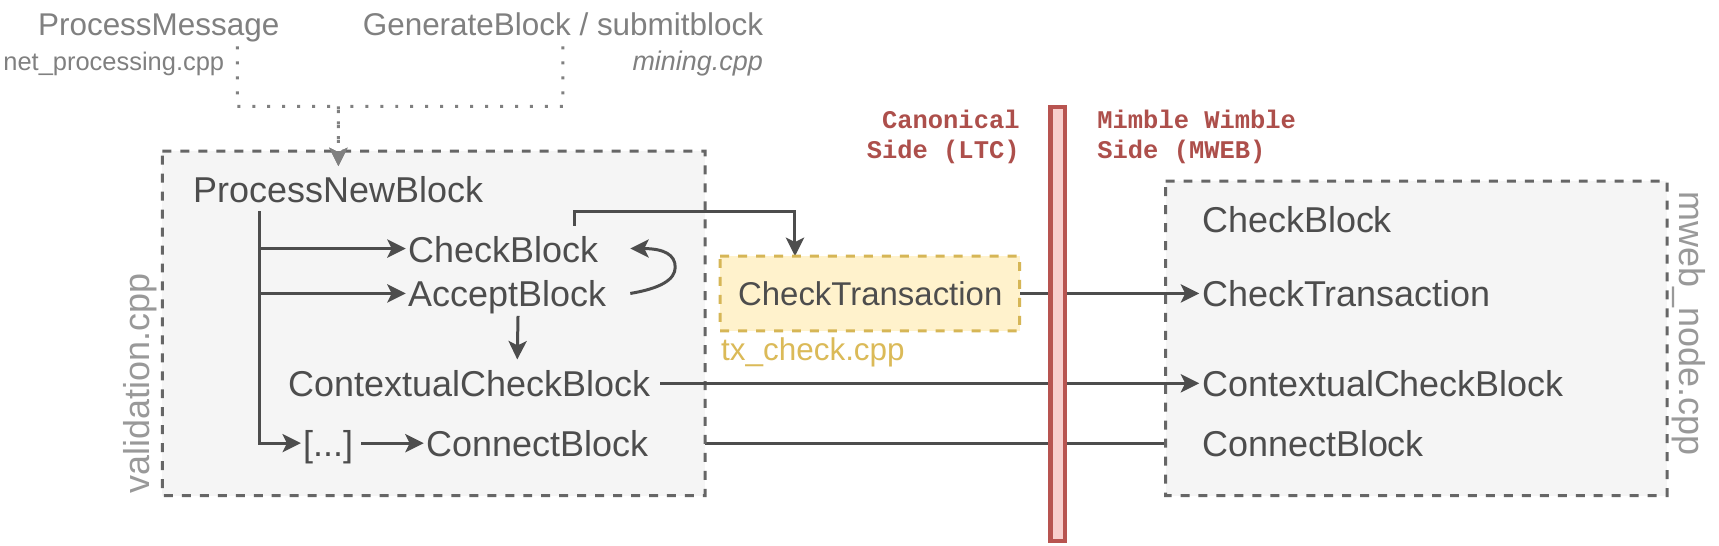 ProcessMessage
net_processing.cpp
GenerateBlock / submitblock
mining.cpp
Canonical
Side (LTC)
Mimble Wimble
Side (MWEB)
validation.cpp
ProcessNewBlock
CheckBlock
AcceptBlock
ContextualCheckBlock
[...]
ConnectBlock
CheckTransaction
tx_check.cpp
CheckBlock
CheckTransaction
ContextualCheckBlock
ConnectBlock
mweb_node.cpp